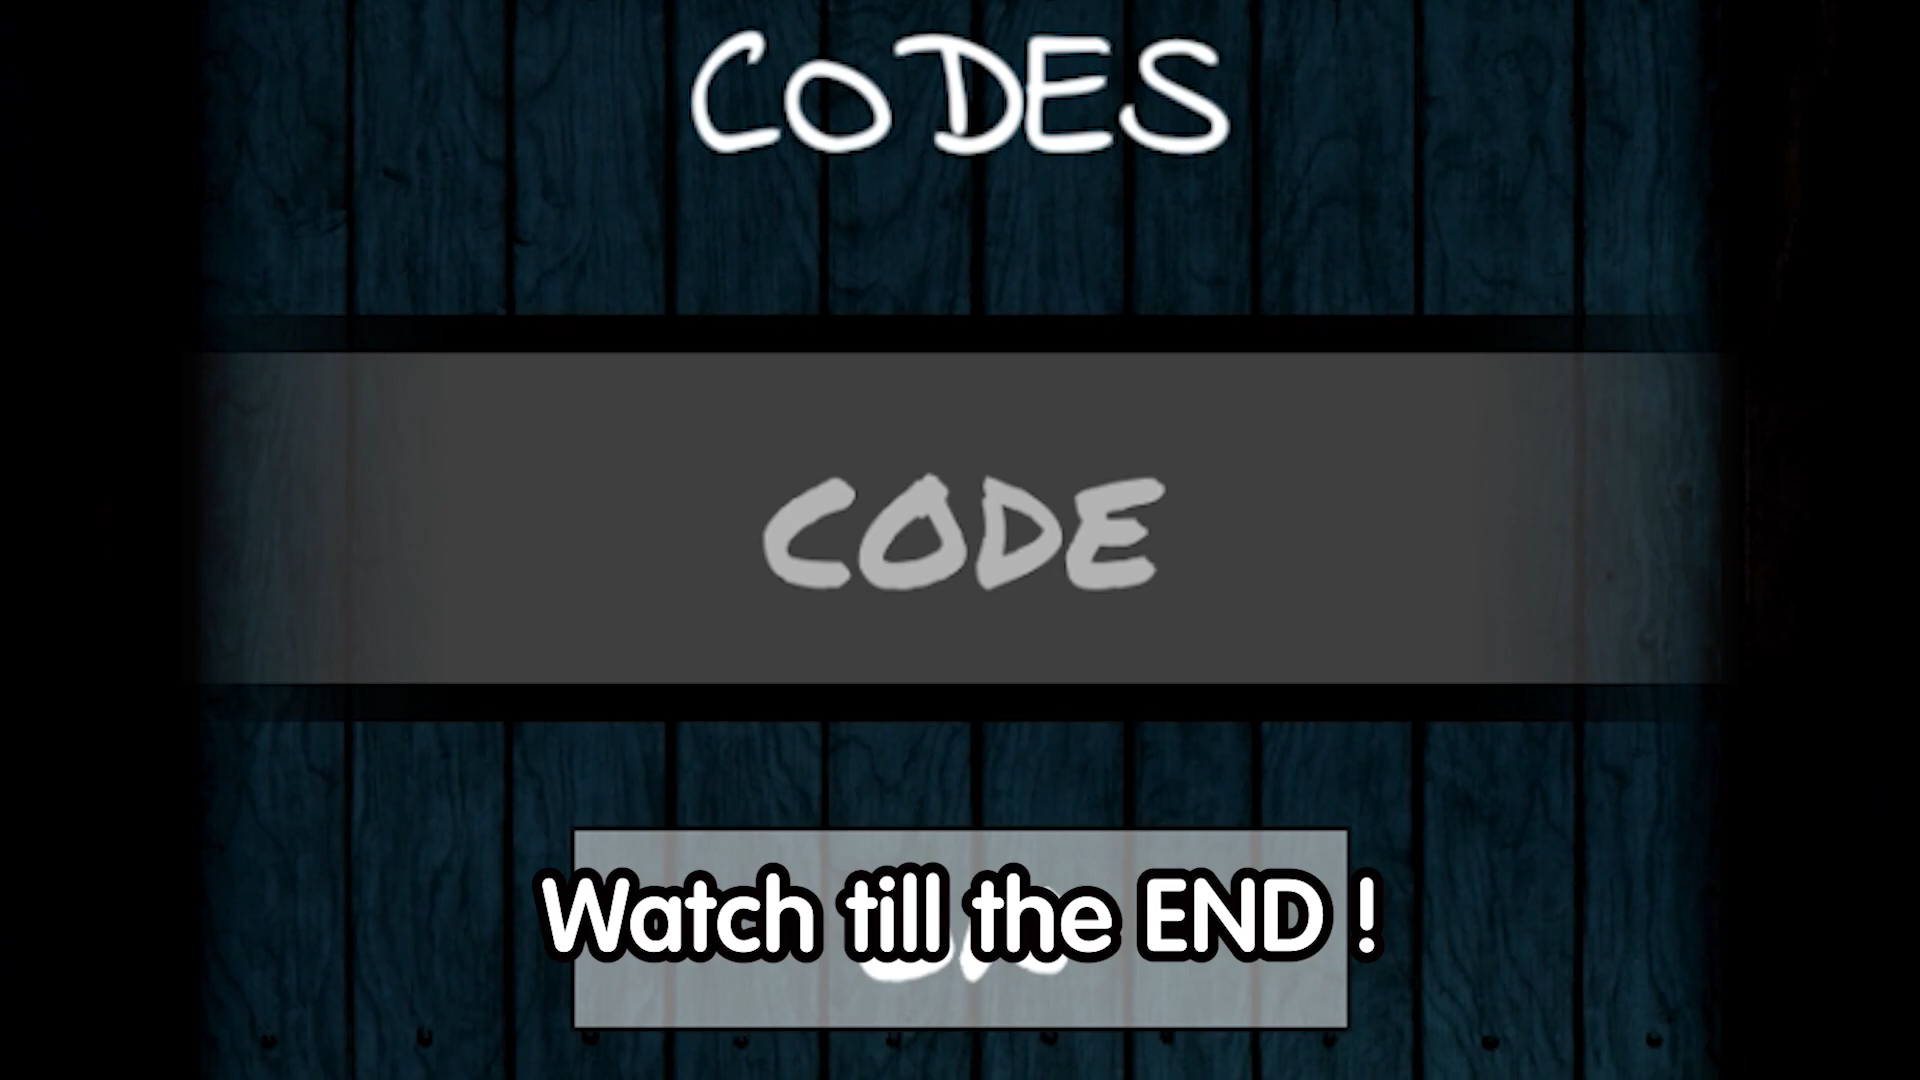 CODES
CODE
Watch till the END !